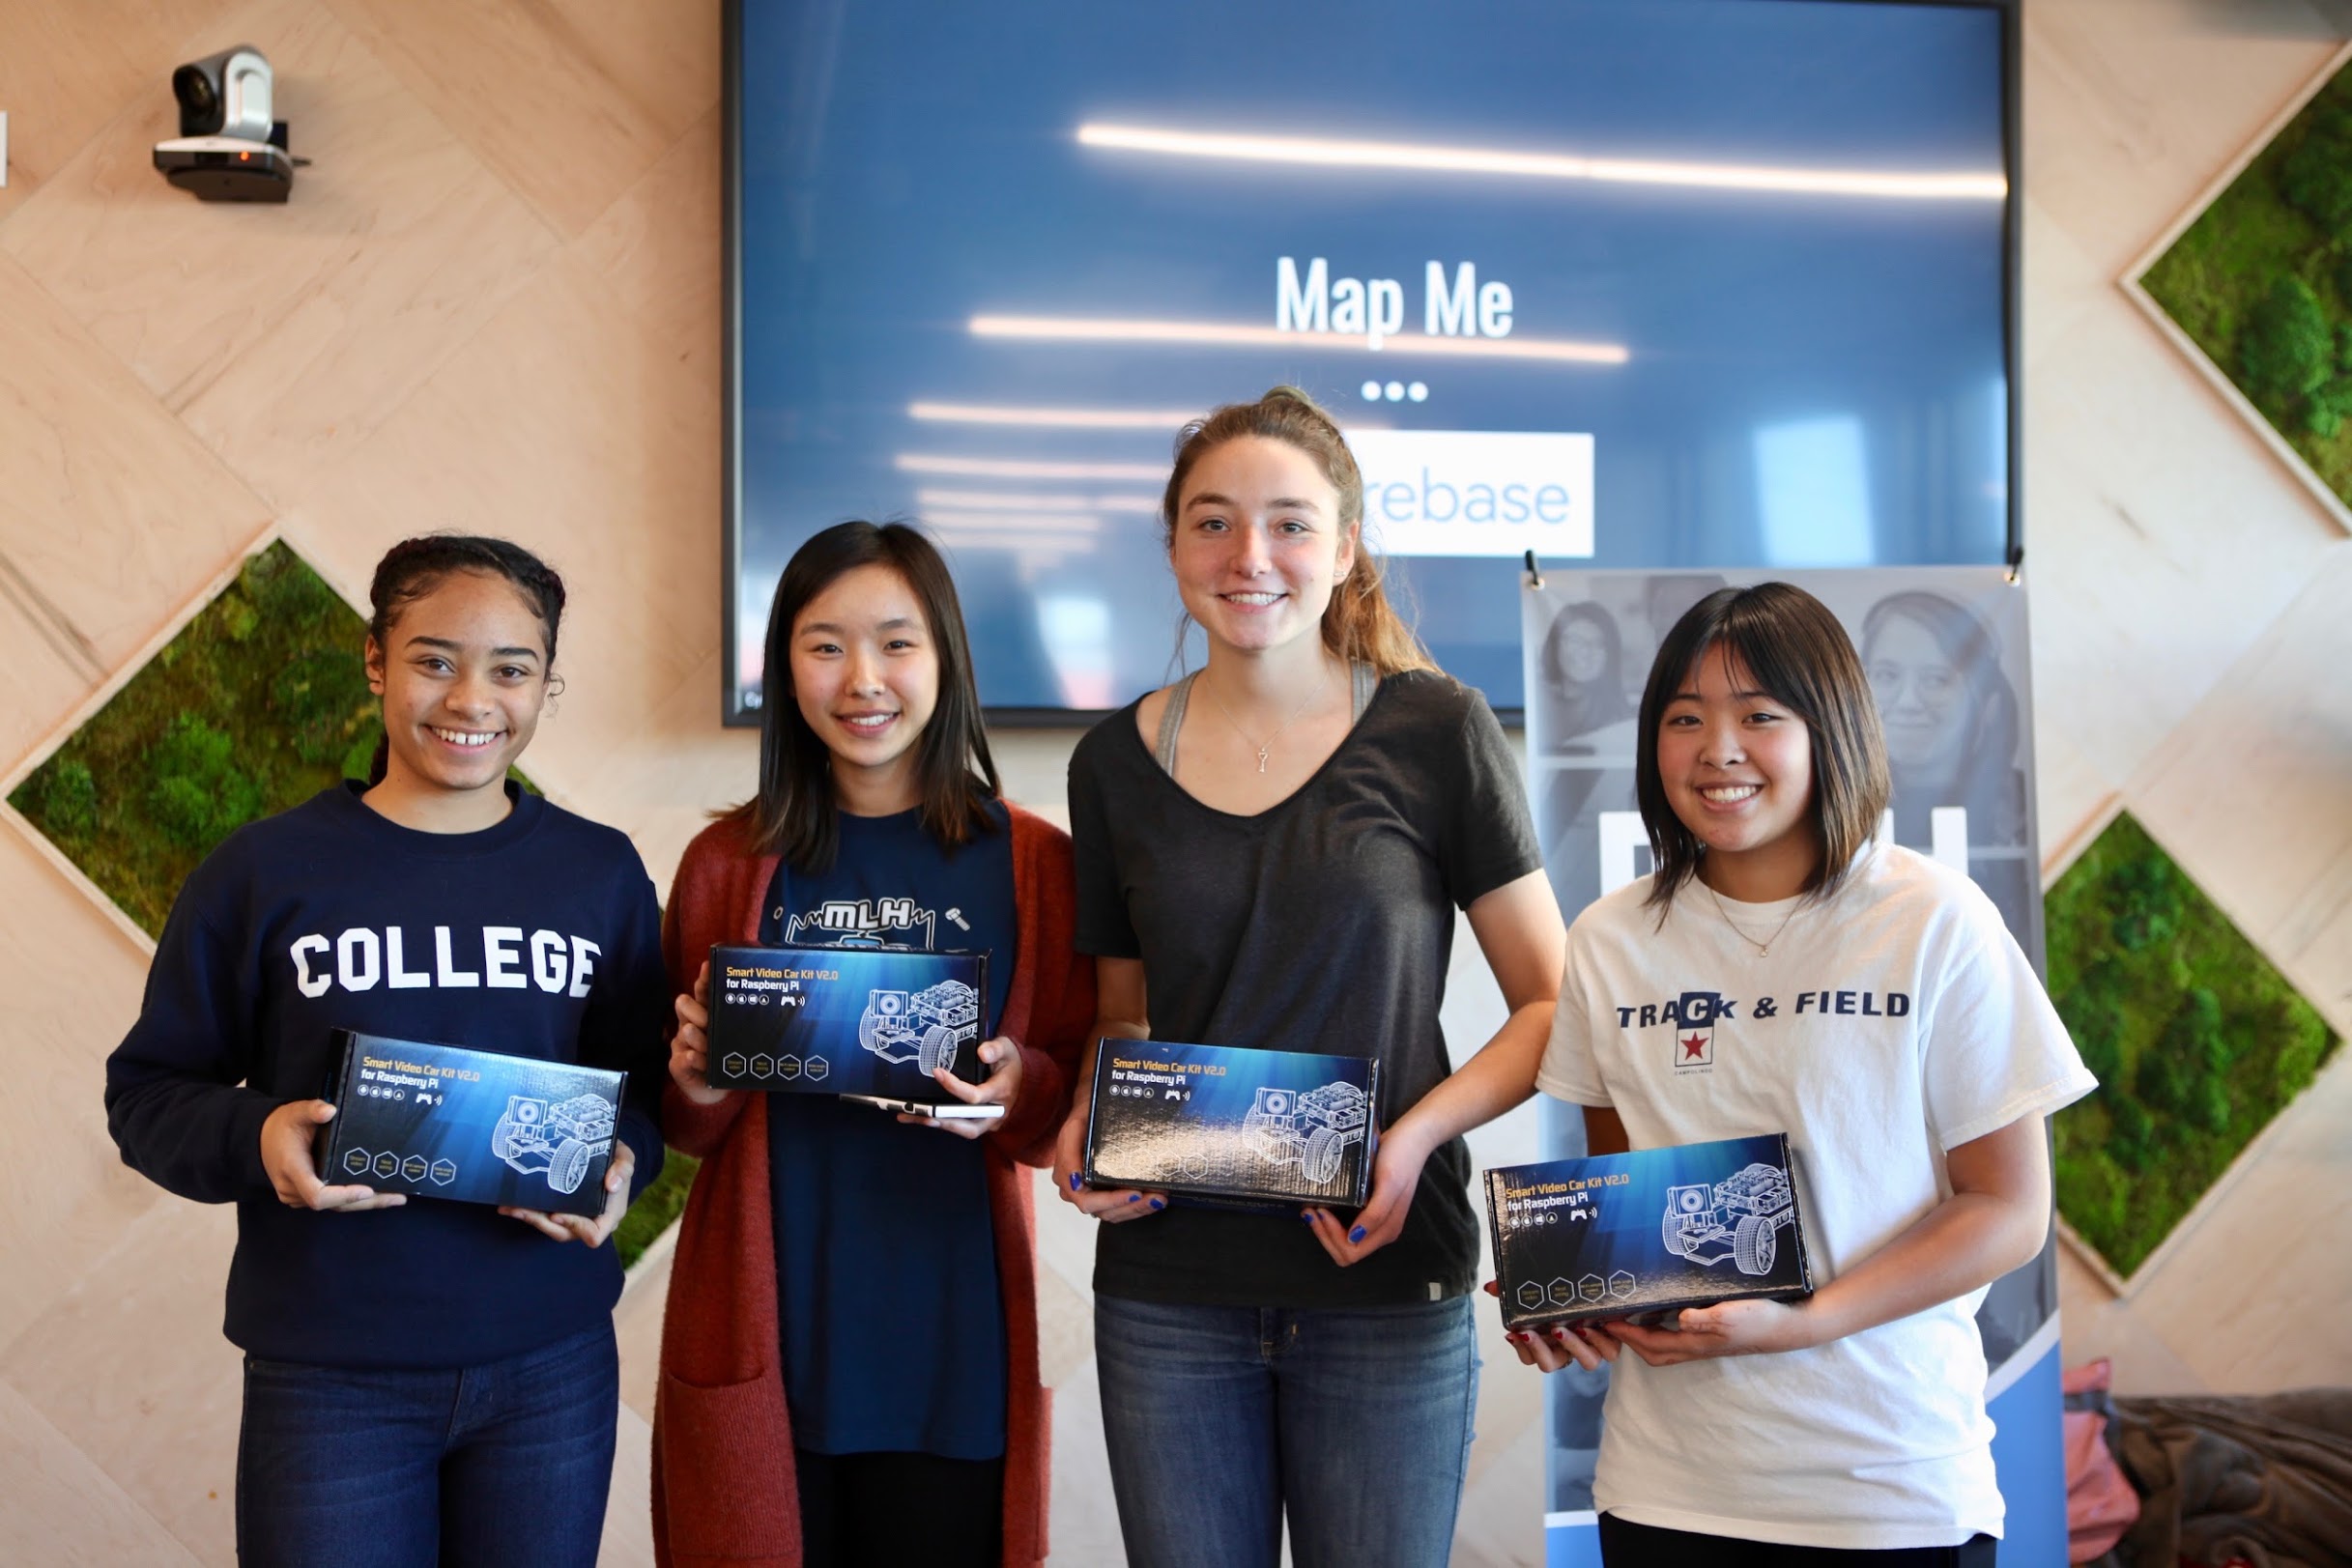 Map Me
rebase
MLH
COLLEGE
Smart Video Car Kit V2.0
for Raspberry Pi
Smart Video Car Kit V2.0
for Raspberry Pi
Smart Video Car Kit V2.0
for Raspberry Pi
TRACK & FIELD
CAMPOLINDO
Smart Video Car Kit V2.0
for Raspberry Pi